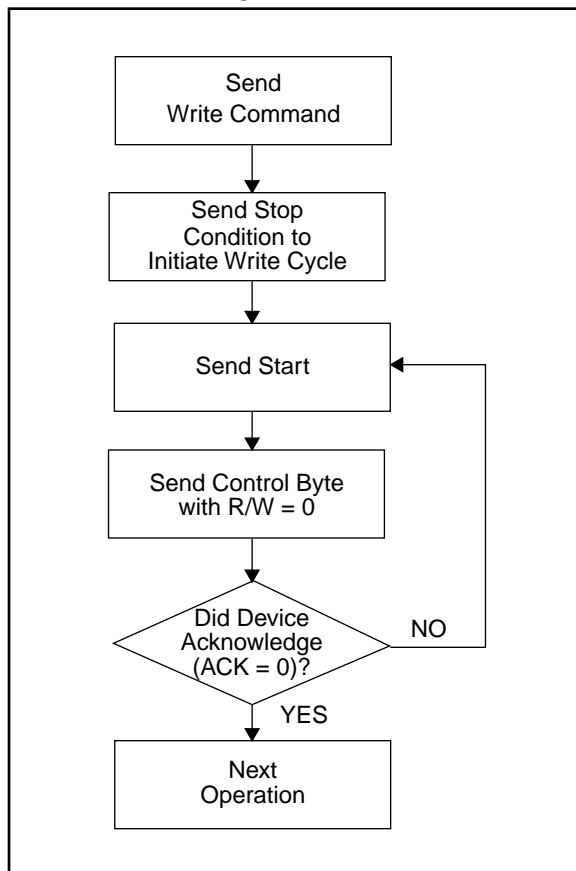 Send
Write Command
Send Stop
Condition to
Initiate Write Cycle
Send Start
Send Control Byte
with R/W = 0
Did Device
Acknowledge
(ACK = 0)?
NO
YES
Next
Operation